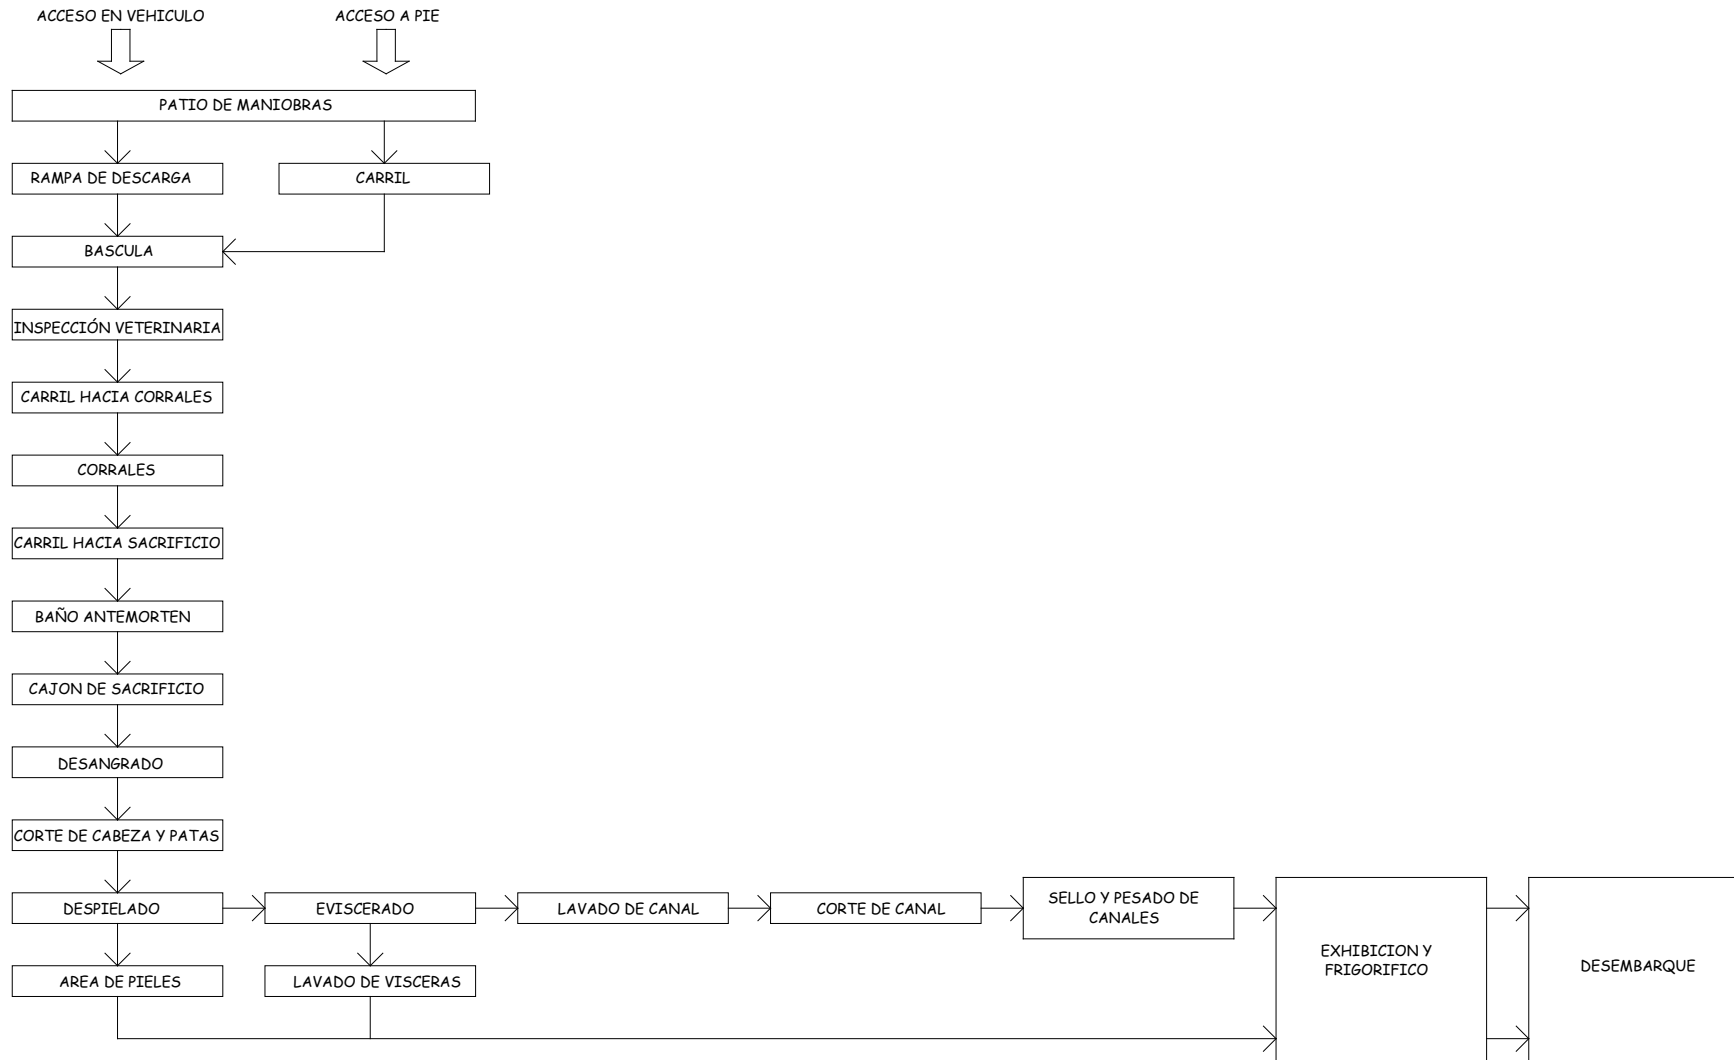 ACCESO EN VEHICULO
ACCESO A PIE
PATIO DE MANIOBRAS
RAMPA DE DESCARGA
CARRIL
BASCULA
INSPECCIÓN VETERINARIA
CARRIL HACIA CORRALES
CORRALES
CARRIL HACIA SACRIFICIO
BAÑO ANTEMORTEN
CAJON DE SACRIFICIO
DESANGRADO
CORTE DE CABEZA Y PATAS
DESPIELADO
EVISCERADO
LAVADO DE CANAL
CORTE DE CANAL
SELLO Y PESADO DE
CANALES
EXHIBICION Y
FRIGORIFICO
DESEMBARQUE
AREA DE PIELES
LAVADO DE VISCERAS